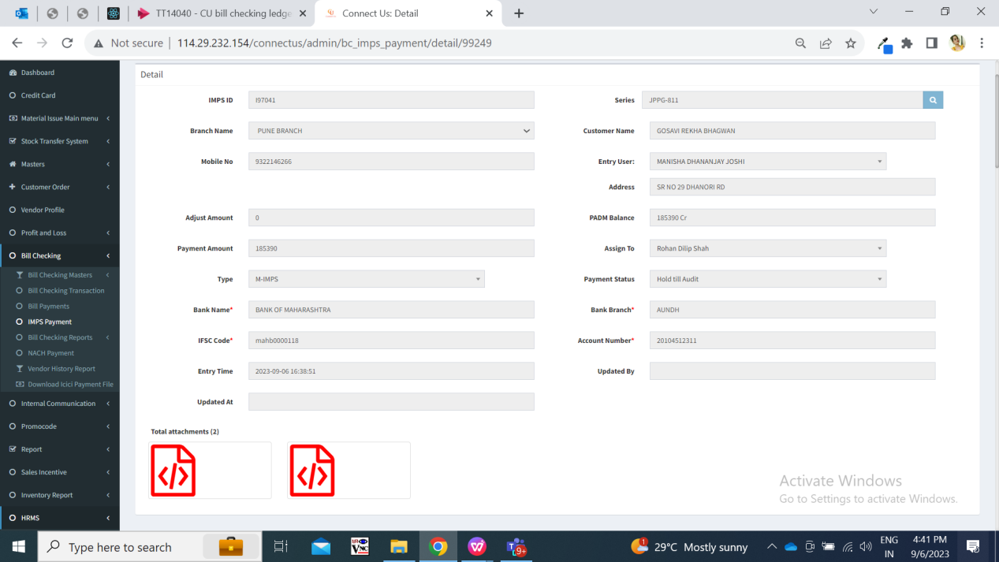 TT14040 - CU bill checking ledge
Connect Us: Detail
Not secure
114.29.232.154/connectus/admin/bc_imps_payment/detail/99249
Dashboard
Credit Card
Material Issue Main menu
Stock Transfer System
Masters
Customer Order
Vendor Profile
Profit and Loss
Bill Checking
Bill Checking Masters
Bill Checking Transaction
Bill Payments
IMPS Payment
Bill Checking Reports
NACH Payment
Vendor History Report
Download Icici Payment File
Internal Communication
Promocode
Report
Sales Incentive
Inventory Report
HRMS
Detail
IMPS ID I97041 Series JPPG-811
Branch Name PUNE BRANCH Customer Name GOSAVI REKHA BHAGWAN
Mobile No 9322146266 Entry User: MANISHA DHANANJAY JOSHI
Address SR NO 29 DHANORI RD
Adjust Amount 0 PADM Balance 185390 Cr
Payment Amount 185390 Assign To Rohan Dilip Shah
Type M-IMPS Payment Status Hold till Audit
Bank Name* BANK OF MAHARASHTRA Bank Branch* AUNDH
IFSC Code* mahb0000118 Account Number* 20104512311
Entry Time 2023-09-06 16:38:51 Updated By
Updated At
Total attachments (2)
</>
</>
Activate Windows
Go to Settings to activate Windows.
Type here to search
VNC
9+
1
29°C Mostly sunny
ENG
IN
4:41 PM
9/6/2023